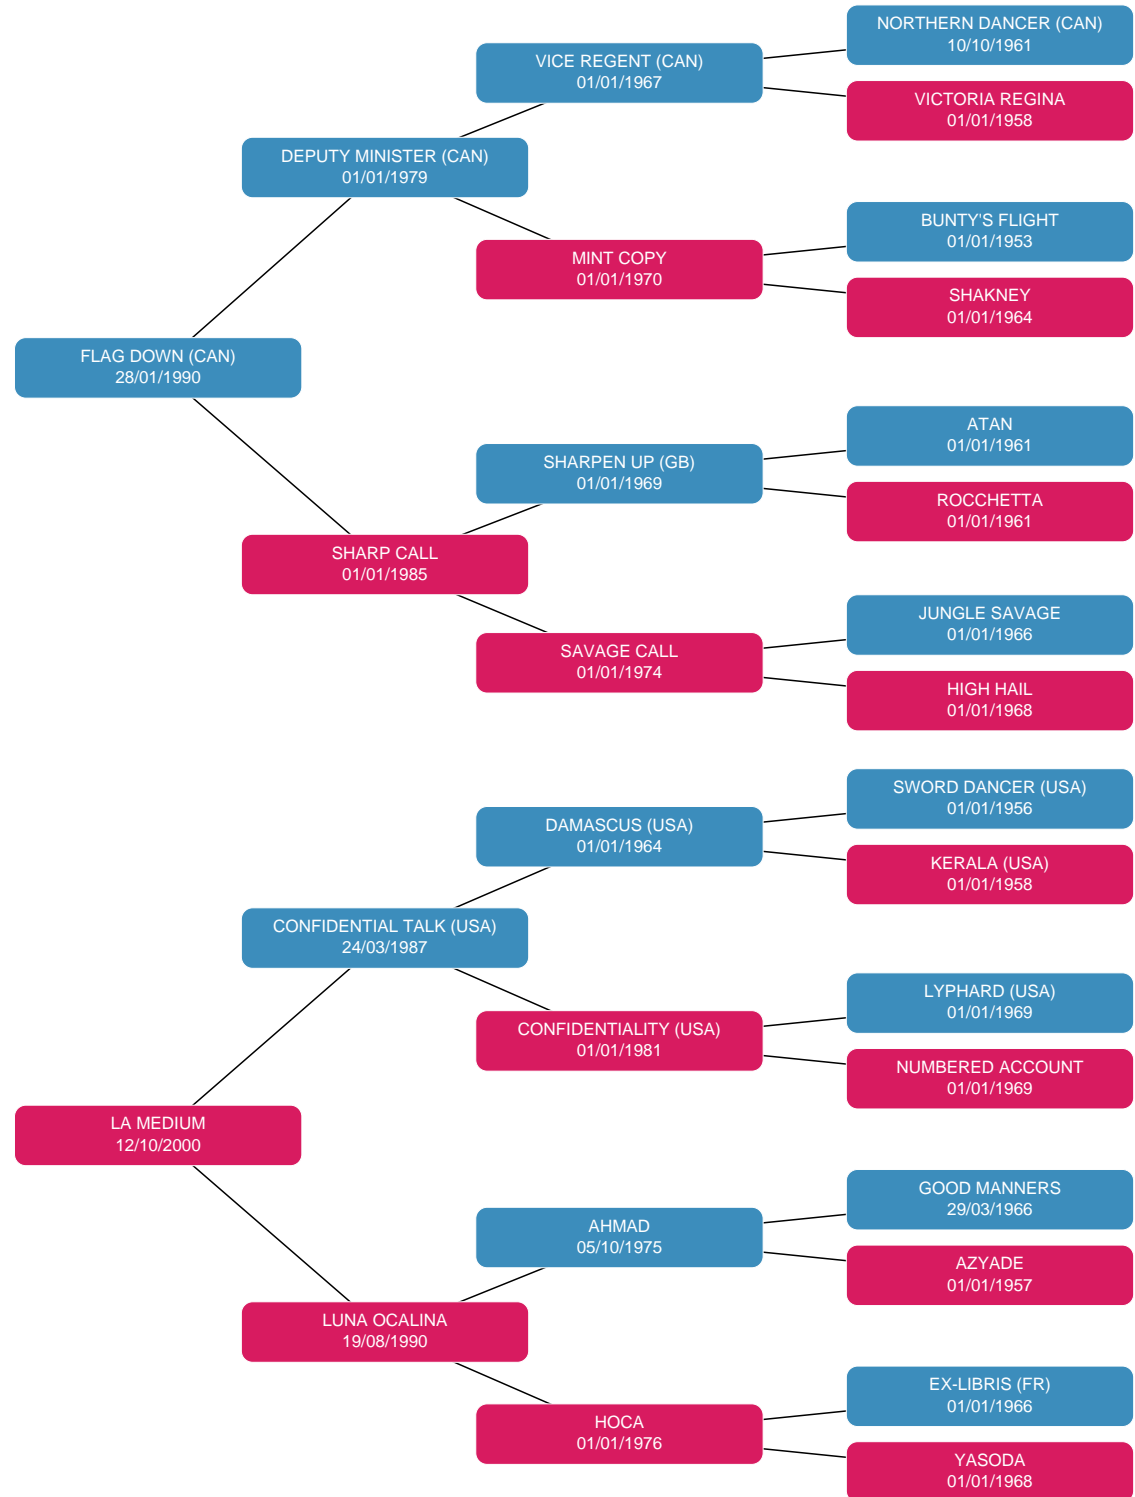 NORTHERN DANCER (CAN)
10/10/1961
VICE REGENT (CAN)
01/01/1967
VICTORIA REGINA
01/01/1958
DEPUTY MINISTER (CAN)
01/01/1979
BUNTY'S FLIGHT
01/01/1953
MINT COPY
01/01/1970
SHAKNEY
01/01/1964
FLAG DOWN (CAN)
28/01/1990
ATAN
01/01/1961
SHARPEN UP (GB)
01/01/1969
ROCCHETTA
01/01/1961
SHARP CALL
01/01/1985
JUNGLE SAVAGE
01/01/1966
SAVAGE CALL
01/01/1974
HIGH HAIL
01/01/1968
SWORD DANCER (USA)
01/01/1956
DAMASCUS (USA)
01/01/1964
KERALA (USA)
01/01/1958
CONFIDENTIAL TALK (USA)
24/03/1987
LYPHARD (USA)
01/01/1969
CONFIDENTIALITY (USA)
01/01/1981
NUMBERED ACCOUNT
01/01/1969
LA MEDIUM
12/10/2000
GOOD MANNERS
29/03/1966
AHMAD
05/10/1975
AZYADE
01/01/1957
LUNA OCALINA
19/08/1990
EX-LIBRIS (FR)
01/01/1966
HOCA
01/01/1976
YASODA
01/01/1968